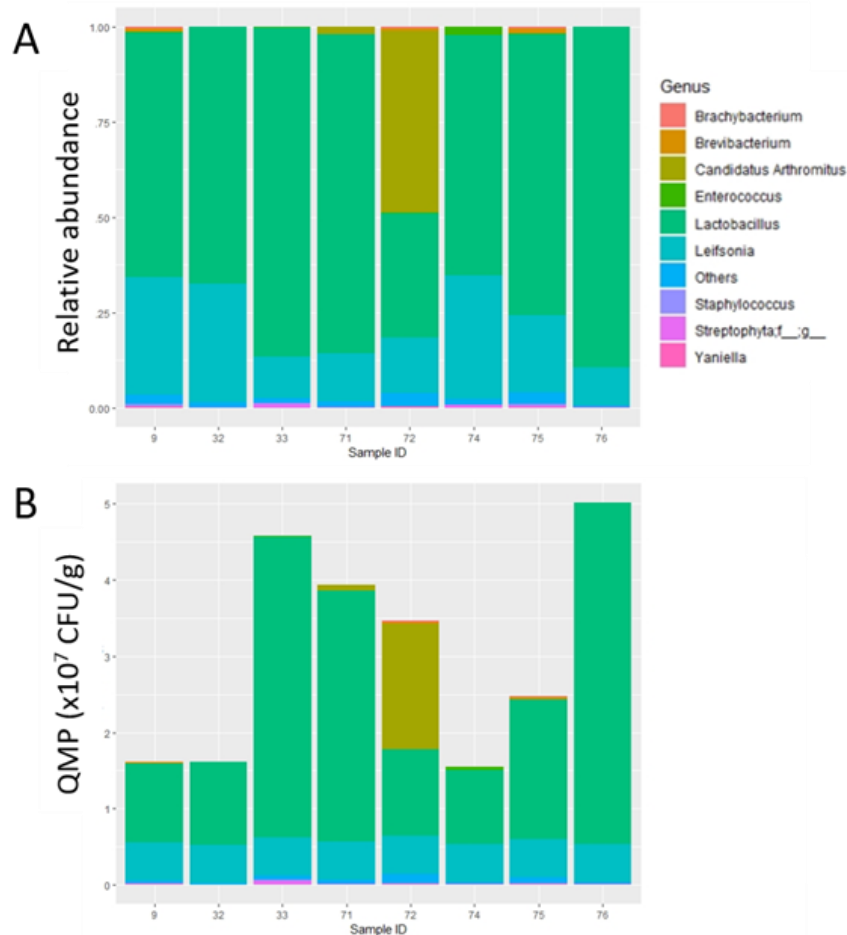 A
Relative abundance
1.00
.75
.50
.25
0.00
9 32 33 71 72 74 75 76
Sample ID
Genus
Brachybacterium
Brevibacterium
Candidatus Arthromitus
Enterococcus
Lactobacillus
Leifsonia
Others
Staphylococcus
Streptophyta;f__;g__
Yaniella
B
QMP (x10⁷ CFU/g)
5
4
3
2
1
0
9 32 33 71 72 74 75 76
Sample ID